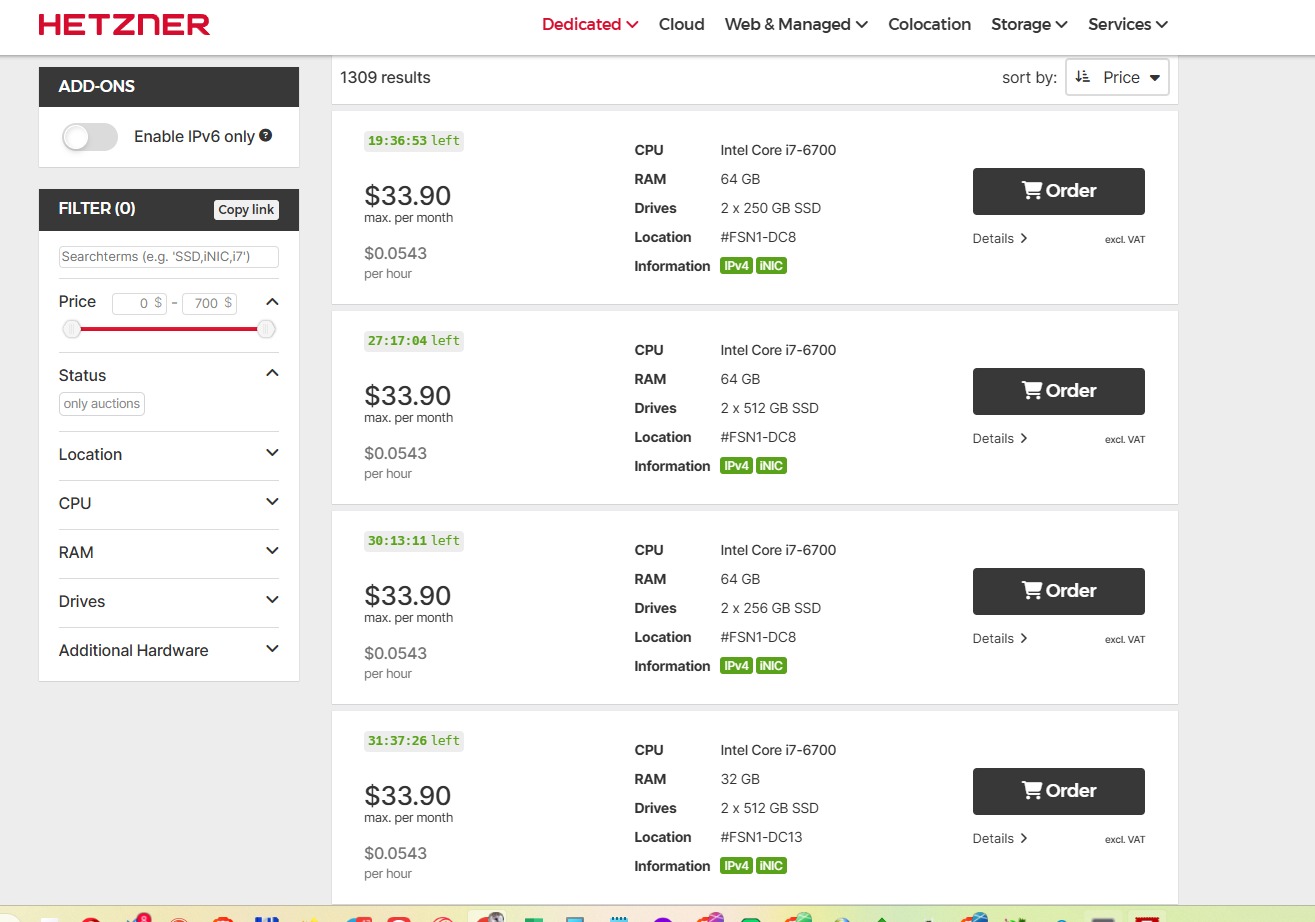 HETZNER
Dedicated Cloud Web & Managed Colocation Storage Services
ADD-ONS
Enable IPv6 only ?
FILTER (0) Copy link
Searchterms (e.g. 'SSD,iNIC,i7')
Price 0 $ - 700 $
Status
only auctions
Location
CPU
RAM
Drives
Additional Hardware
1309 results
sort by: Price
19:36:53 left
$33.90
max. per month
$0.0543
per hour
CPU Intel Core i7-6700
RAM 64 GB
Drives 2 x 250 GB SSD
Location #FSN1-DC8
Information IPv4 iNIC
Order
Details excl. VAT
27:17:04 left
$33.90
max. per month
$0.0543
per hour
CPU Intel Core i7-6700
RAM 64 GB
Drives 2 x 512 GB SSD
Location #FSN1-DC8
Information IPv4 iNIC
Order
Details excl. VAT
30:13:11 left
$33.90
max. per month
$0.0543
per hour
CPU Intel Core i7-6700
RAM 64 GB
Drives 2 x 256 GB SSD
Location #FSN1-DC8
Information IPv4 iNIC
Order
Details excl. VAT
31:37:26 left
$33.90
max. per month
$0.0543
per hour
CPU Intel Core i7-6700
RAM 32 GB
Drives 2 x 512 GB SSD
Location #FSN1-DC13
Information IPv4 iNIC
Order
Details excl. VAT